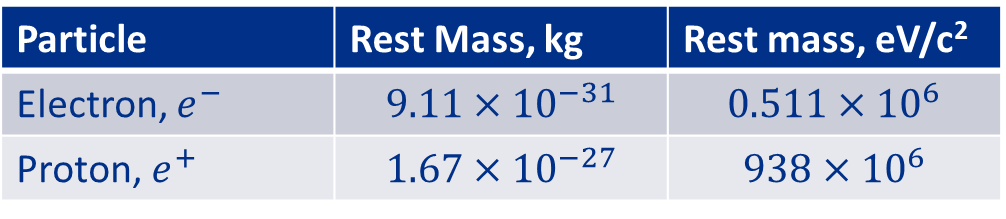 Particle Rest Mass, kg Rest mass, eV/c²
Electron, e⁻ 9.11 × 10⁻³¹ 0.511 × 10⁶
Proton, e⁺ 1.67 × 10⁻²⁷ 938 × 10⁶